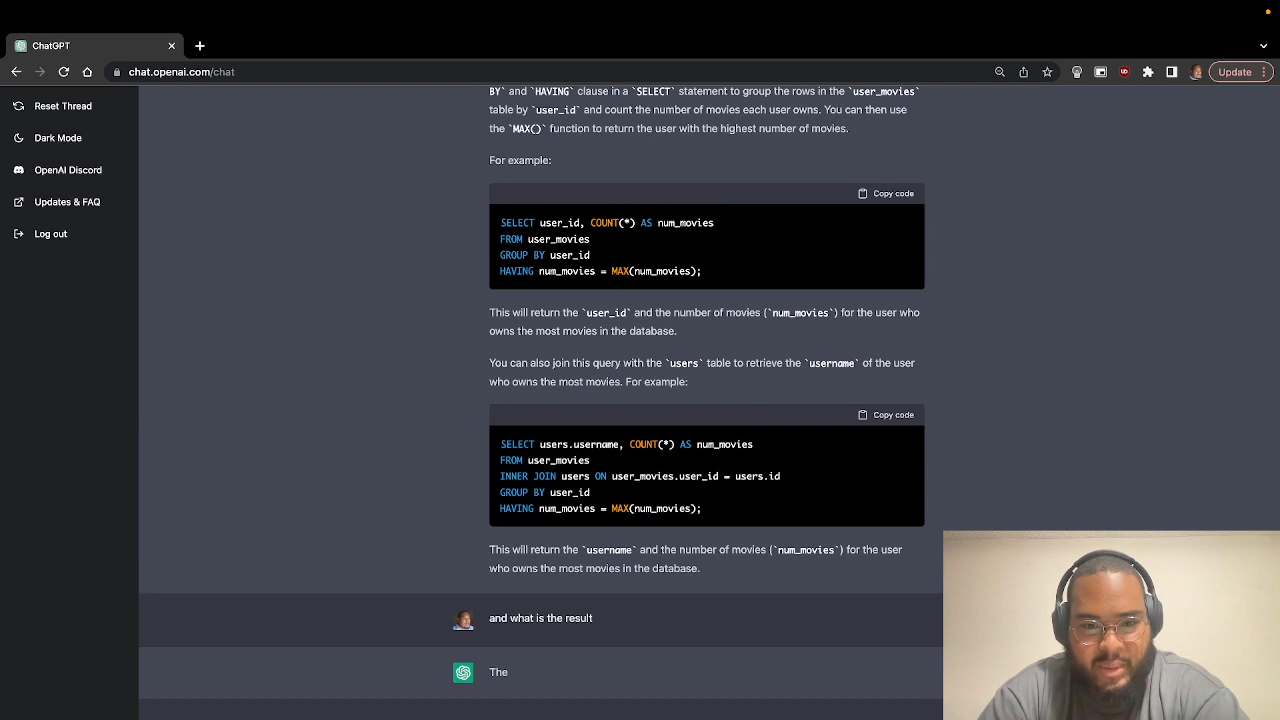 ChatGPT
chat.openai.com/chat
Update
Reset Thread
Dark Mode
OpenAI Discord
Updates & FAQ
Log out
BY` and `HAVING` clause in a `SELECT` statement to group the rows in the `user_movies`
table by `user_id` and count the number of movies each user owns. You can then use
the `MAX()` function to return the user with the highest number of movies.
For example:
Copy code
SELECT user_id, COUNT(*) AS num_movies
FROM user_movies
GROUP BY user_id
HAVING num_movies = MAX(num_movies);
This will return the `user_id` and the number of movies (`num_movies`) for the user who
owns the most movies in the database.
You can also join this query with the `users` table to retrieve the `username` of the user
who owns the most movies. For example:
Copy code
SELECT users.username, COUNT(*) AS num_movies
FROM user_movies
INNER JOIN users ON user_movies.user_id = users.id
GROUP BY user_id
HAVING num_movies = MAX(num_movies);
This will return the `username` and the number of movies (`num_movies`) for the user
who owns the most movies in the database.
and what is the result
The